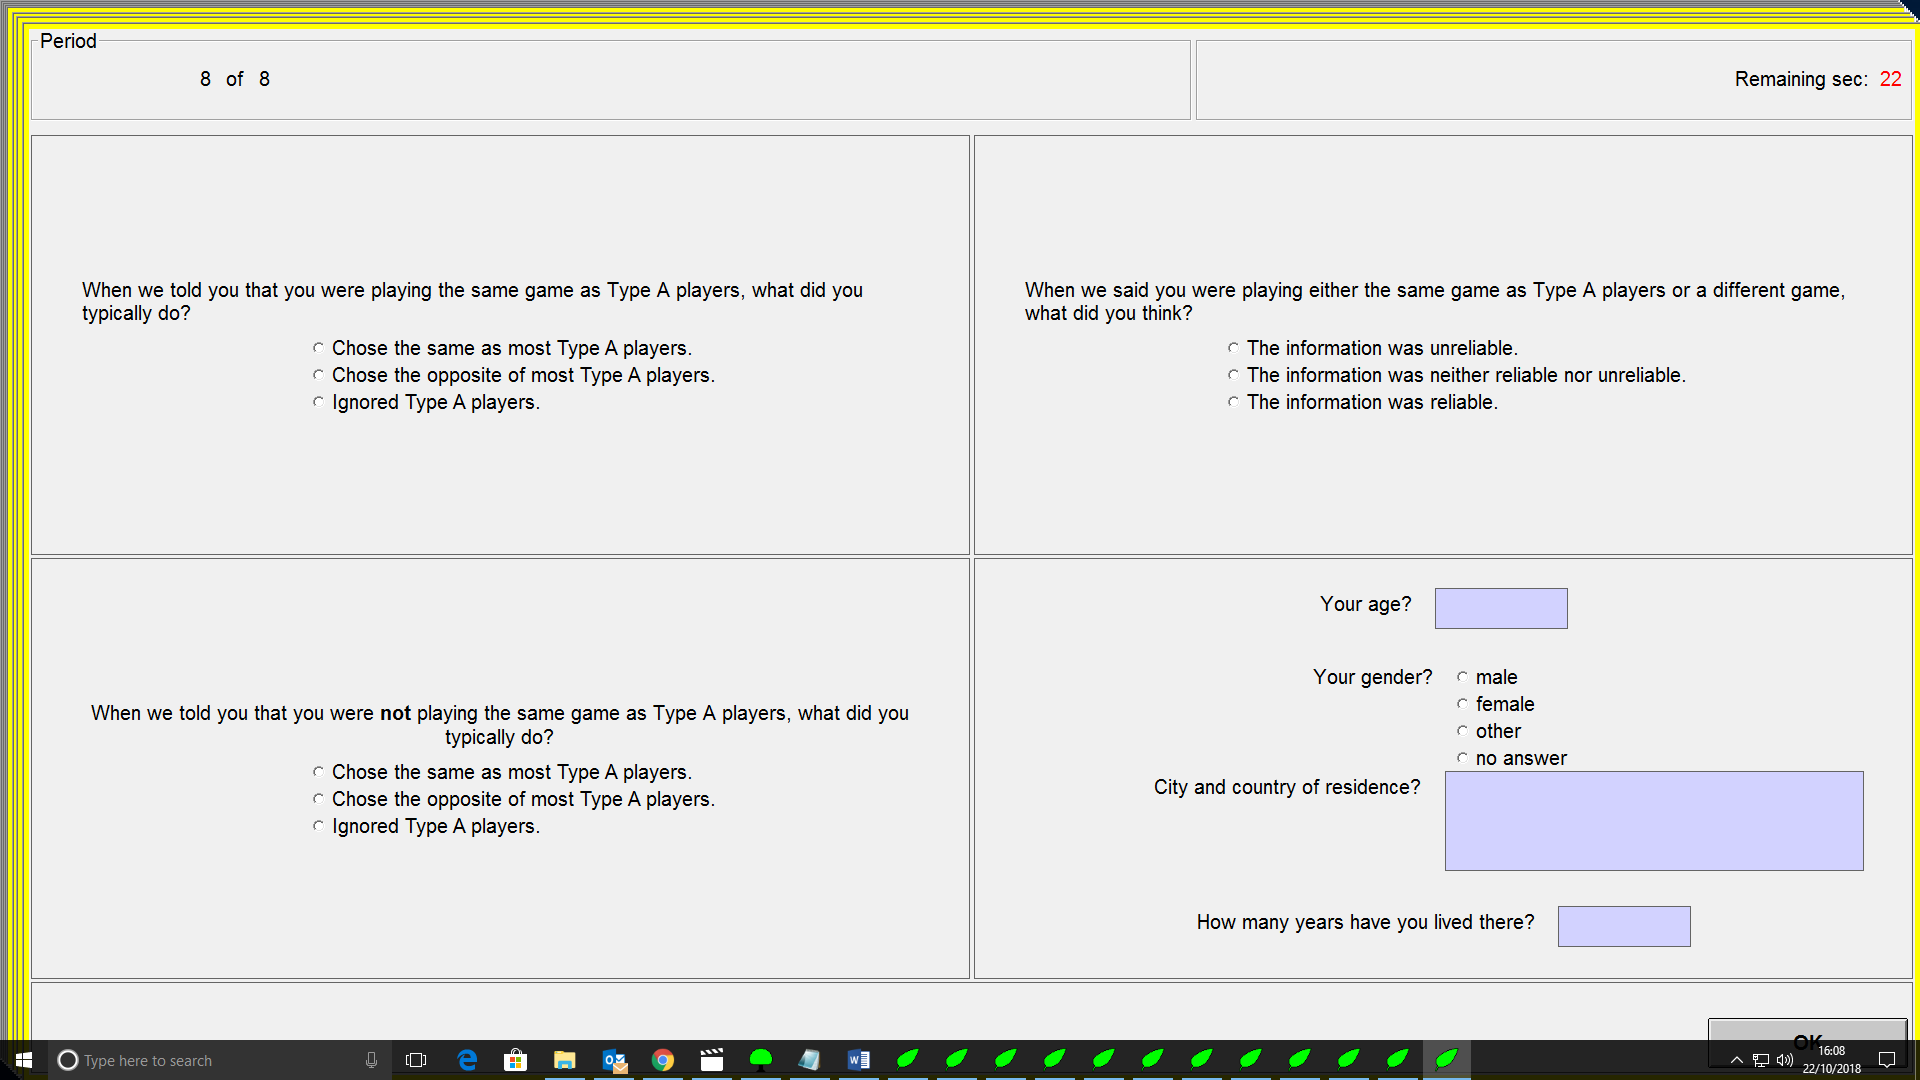 Period
8 of 8
Remaining sec: 22
When we told you that you were playing the same game as Type A players, what did you
typically do?
Chose the same as most Type A players.
Chose the opposite of most Type A players.
Ignored Type A players.
When we said you were playing either the same game as Type A players or a different game,
what did you think?
The information was unreliable.
The information was neither reliable nor unreliable.
The information was reliable.
When we told you that you were not playing the same game as Type A players, what did you
typically do?
Chose the same as most Type A players.
Chose the opposite of most Type A players.
Ignored Type A players.
Your age?
Your gender?
male
female
other
no answer
City and country of residence?
How many years have you lived there?
OK
Type here to search
16:08
22/10/2018